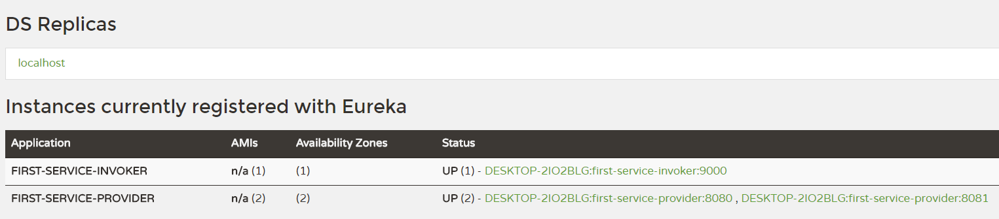 DS Replicas
localhost
Instances currently registered with Eureka
Application AMIs Availability Zones Status
FIRST-SERVICE-INVOKER n/a (1) (1) UP (1) - DESKTOP-2IO2BLG:first-service-invoker:9000
FIRST-SERVICE-PROVIDER n/a (2) (2) UP (2) - DESKTOP-2IO2BLG:first-service-provider:8080 , DESKTOP-2IO2BLG:first-service-provider:8081